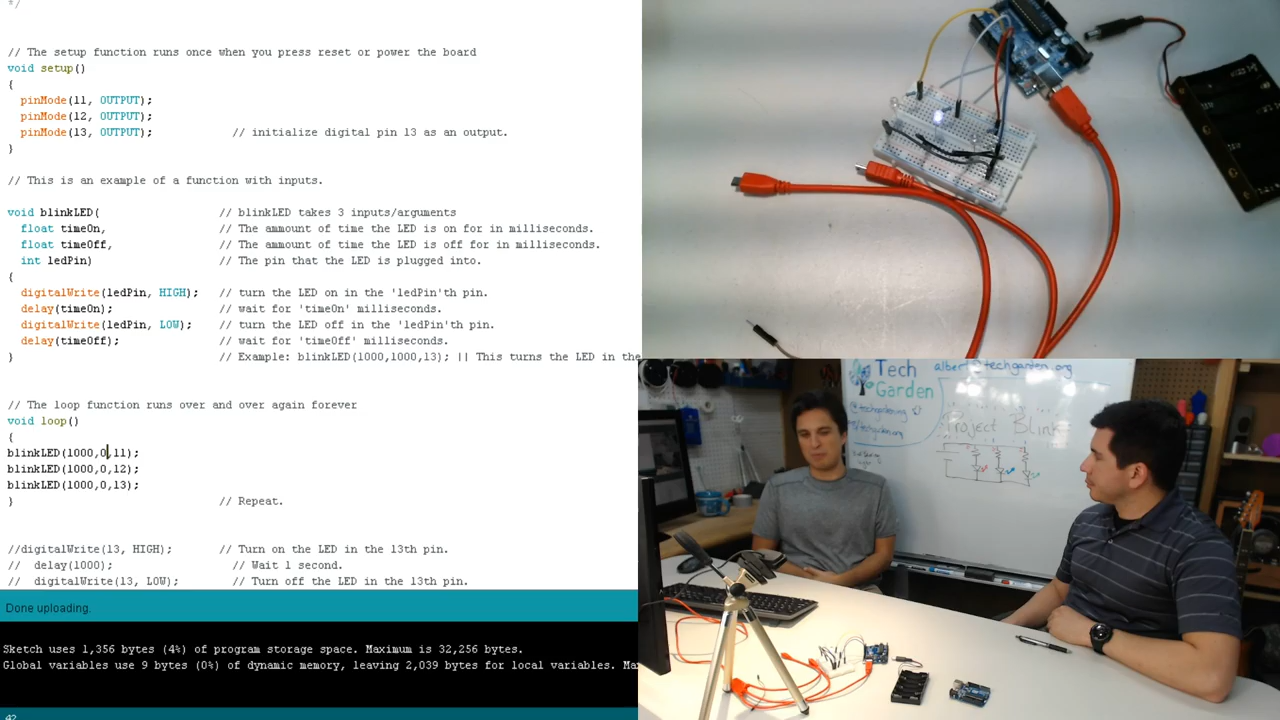 */
// The setup function runs once when you press reset or power the board
void setup()
{
pinMode(11, OUTPUT);
pinMode(12, OUTPUT);
pinMode(13, OUTPUT); // initialize digital pin 13 as an output.
}
// This is an example of a function with inputs.
void blinkLED( // blinkLED takes 3 inputs/arguments
float timeOn, // The ammount of time the LED is on for in milliseconds.
float timeOff, // The ammount of time the LED is off for in milliseconds.
int ledPin) // The pin that the LED is plugged into.
{
digitalWrite(ledPin, HIGH); // turn the LED on in the 'ledPin'th pin.
delay(timeOn); // wait for 'timeOn' milliseconds.
digitalWrite(ledPin, LOW); // turn the LED off in the 'ledPin'th pin.
delay(timeOff); // wait for 'timeOff' milliseconds.
} // Example: blinkLED(1000,1000,13); || This turns the LED in the
// The loop function runs over and over again forever
void loop()
{
blinkLED(1000,0,11);
blinkLED(1000,0,12);
blinkLED(1000,0,13);
} // Repeat.
//digitalWrite(13, HIGH); // Turn on the LED in the 13th pin.
// delay(1000); // Wait 1 second.
// digitalWrite(13, LOW); // Turn off the LED in the 13th pin.
Done uploading.
Sketch uses 1,356 bytes (4%) of program storage space. Maximum is 32,256 bytes.
Global variables use 9 bytes (0%) of dynamic memory, leaving 2,039 bytes for local variables. Ma
42
Tech
Garden
albert@techgarden.org
Project Blink